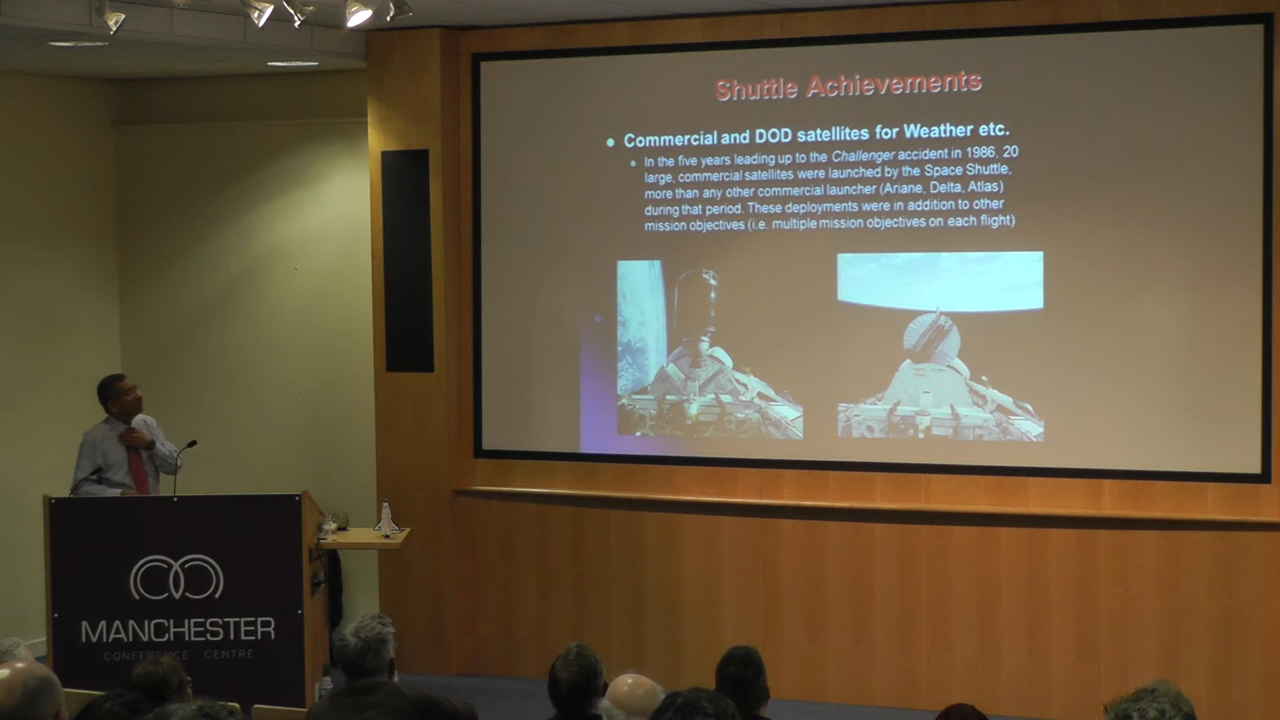 Shuttle Achievements
• Commercial and DOD satellites for Weather etc.
• In the five years leading up to the Challenger accident in 1986, 20
large, commercial satellites were launched by the Space Shuttle,
more than any other commercial launcher (Ariane, Delta, Atlas)
during that period. These deployments were in addition to other
mission objectives (i.e. multiple mission objectives on each flight)
MANCHESTER
CONFERENCE CENTRE